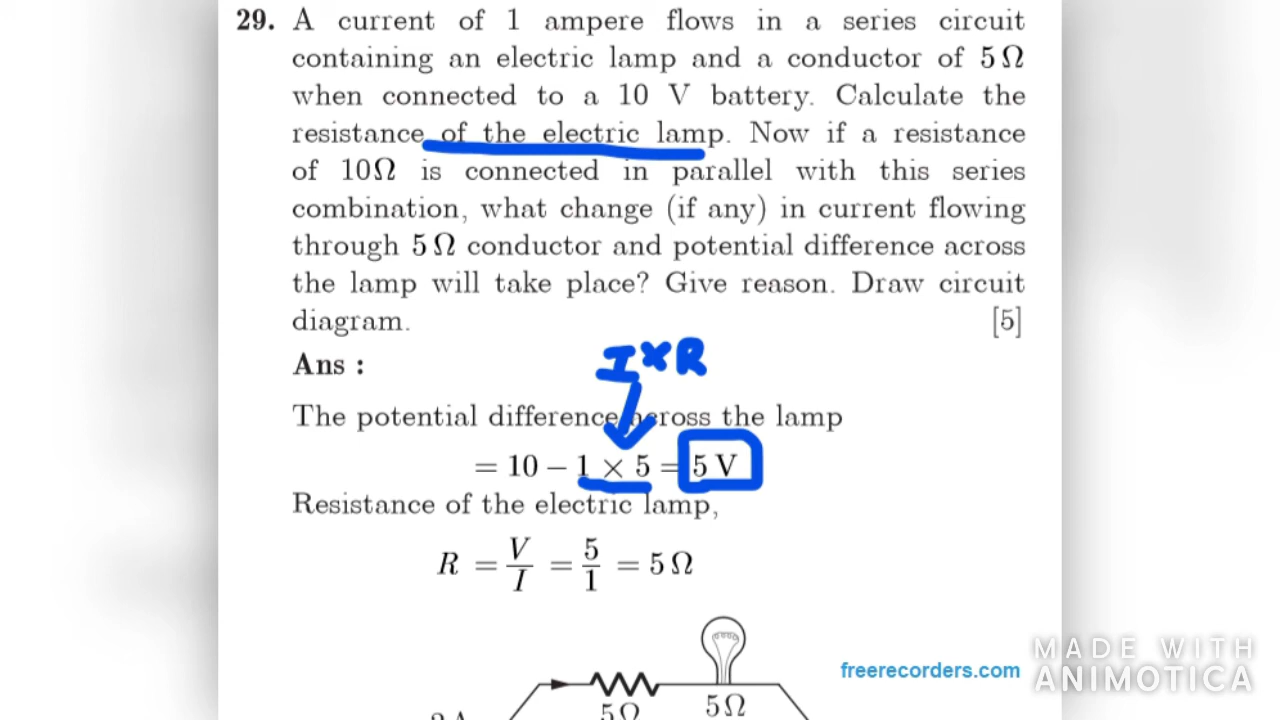 29. A current of 1 ampere flows in a series circuit
containing an electric lamp and a conductor of 5 Ω
when connected to a 10 V battery. Calculate the
resistance of the electric lamp. Now if a resistance
of 10Ω is connected in parallel with this series
combination, what change (if any) in current flowing
through 5 Ω conductor and potential difference across
the lamp will take place? Give reason. Draw circuit
diagram. [5]
Ans :
I×R
The potential difference across the lamp
= 10 – 1 × 5 = 5 V
Resistance of the electric lamp,
R = V/I = 5/1 = 5 Ω
freerecorders.com
MADE WITH
ANIMOTICA
5Ω
5Ω